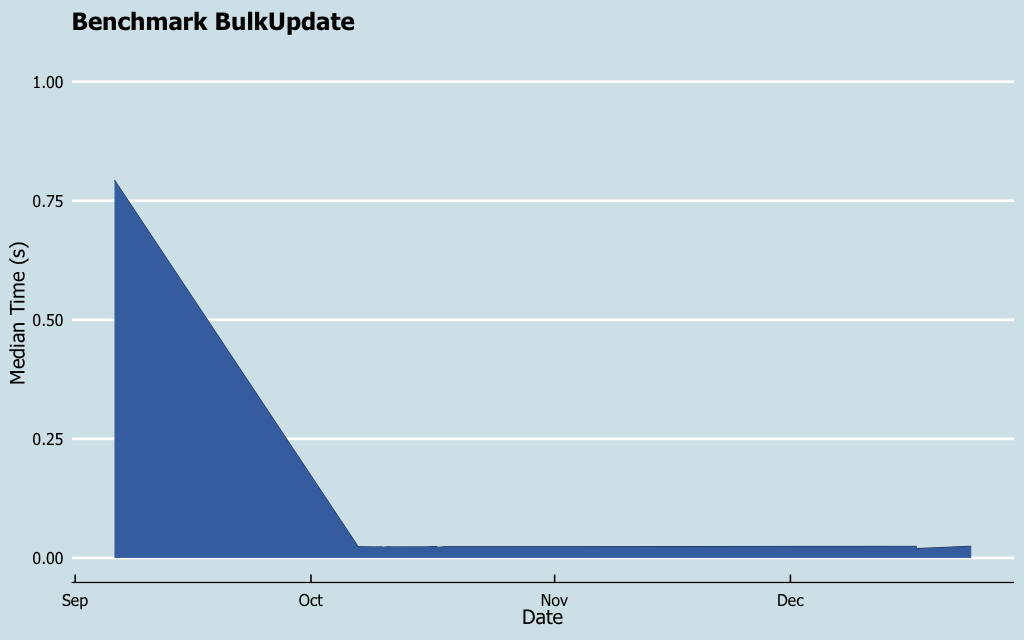 Benchmark BulkUpdate
1.00
0.75
0.50
0.25
0.00
Median Time (s)
Sep Oct Nov Dec
Date